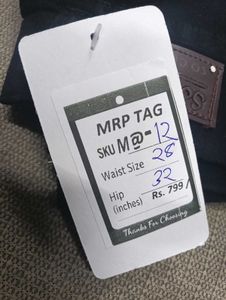 MRP TAG
SKU M@-12
Waist Size 28
Hip (inches) 32
Rs. 799/
Thanks For Choosing